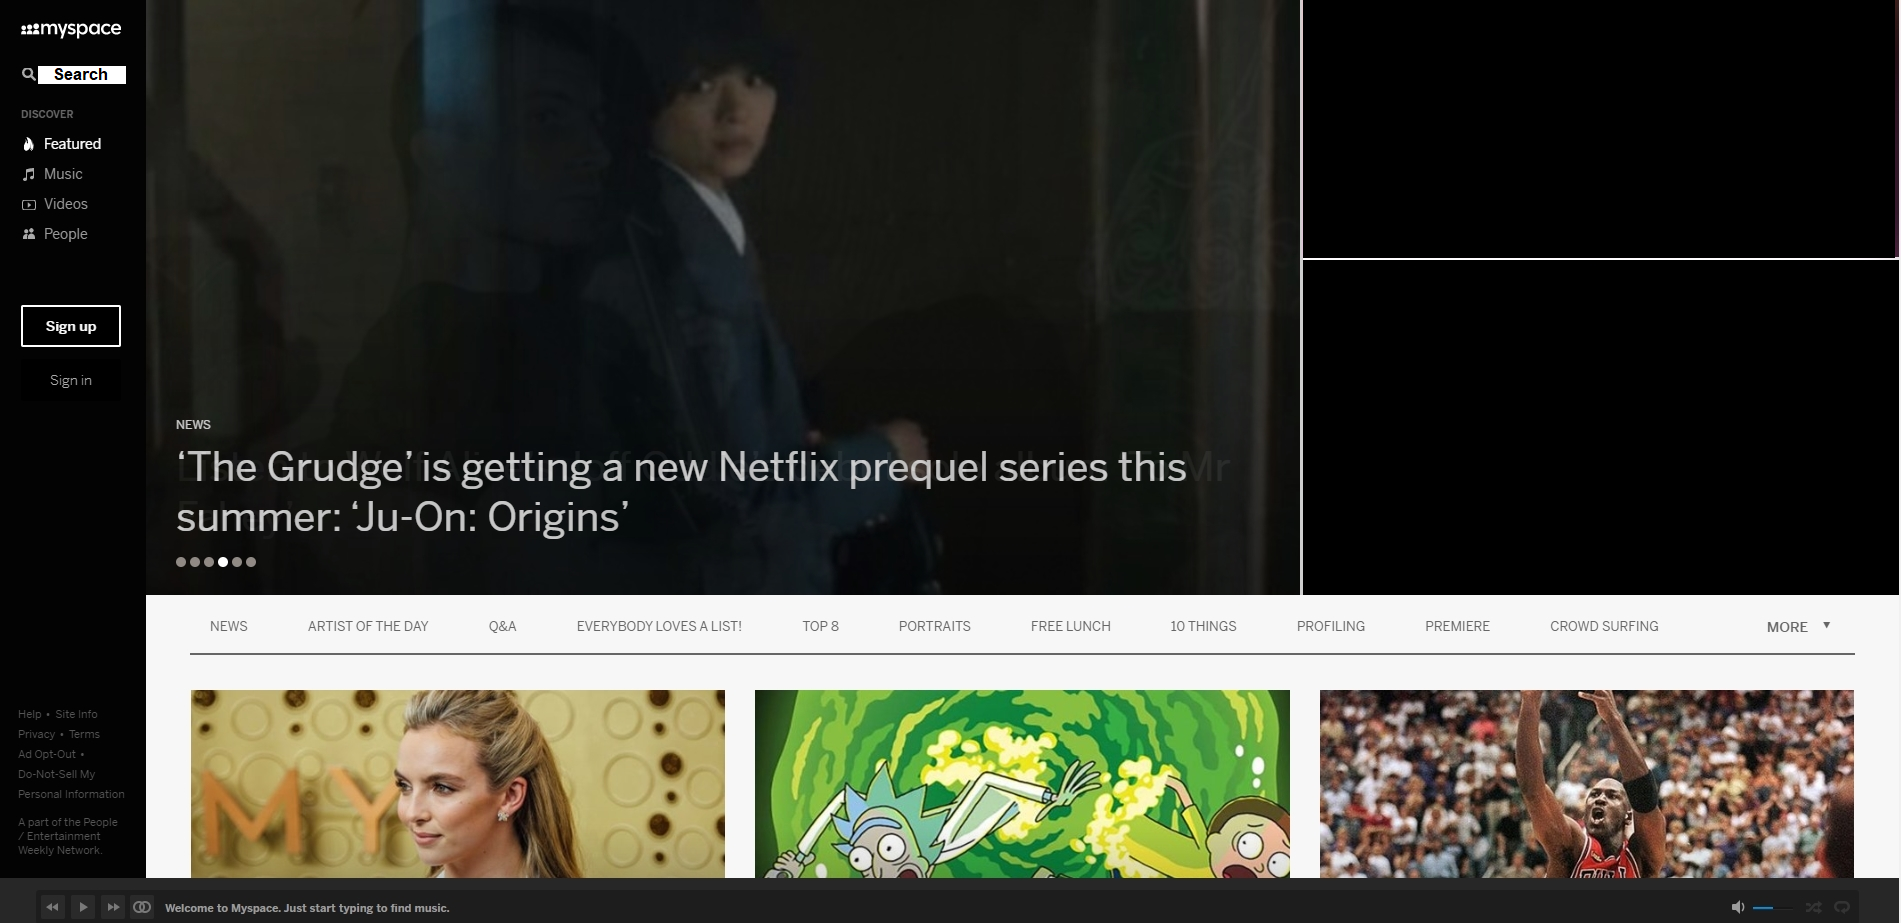 myspace
Search
DISCOVER
Featured
Music
Videos
People
Sign up
Sign in
Help • Site Info
Privacy • Terms
Ad Opt-Out •
Do-Not-Sell My
Personal Information
A part of the People
/ Entertainment
Weekly Network.
NEWS
‘The Grudge’ is getting a new Netflix prequel series this
summer: ‘Ju-On: Origins’
NEWS ARTIST OF THE DAY Q&A EVERYBODY LOVES A LIST! TOP 8 PORTRAITS FREE LUNCH 10 THINGS PROFILING PREMIERE CROWD SURFING MORE
MY
Welcome to Myspace. Just start typing to find music.